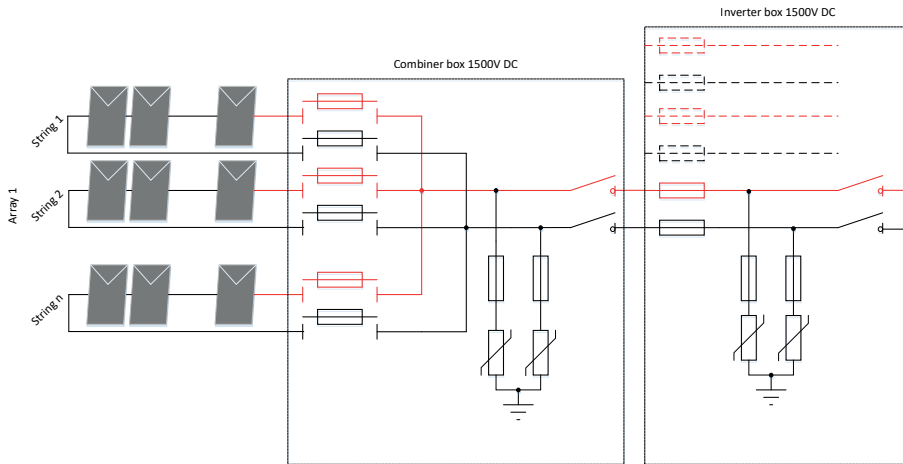 Inverter box 1500V DC
Combiner box 1500V DC
String 1
String 2
Array 1
String n